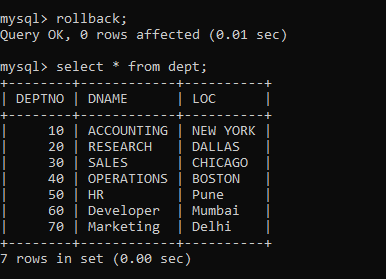 mysql> rollback;
Query OK, 0 rows affected (0.01 sec)
mysql> select * from dept;
+--------+------------+----------+
| DEPTNO | DNAME      | LOC      |
+--------+------------+----------+
|     10 | ACCOUNTING | NEW YORK |
|     20 | RESEARCH   | DALLAS   |
|     30 | SALES      | CHICAGO  |
|     40 | OPERATIONS | BOSTON   |
|     50 | HR         | Pune     |
|     60 | Developer  | Mumbai   |
|     70 | Marketing  | Delhi    |
+--------+------------+----------+
7 rows in set (0.00 sec)